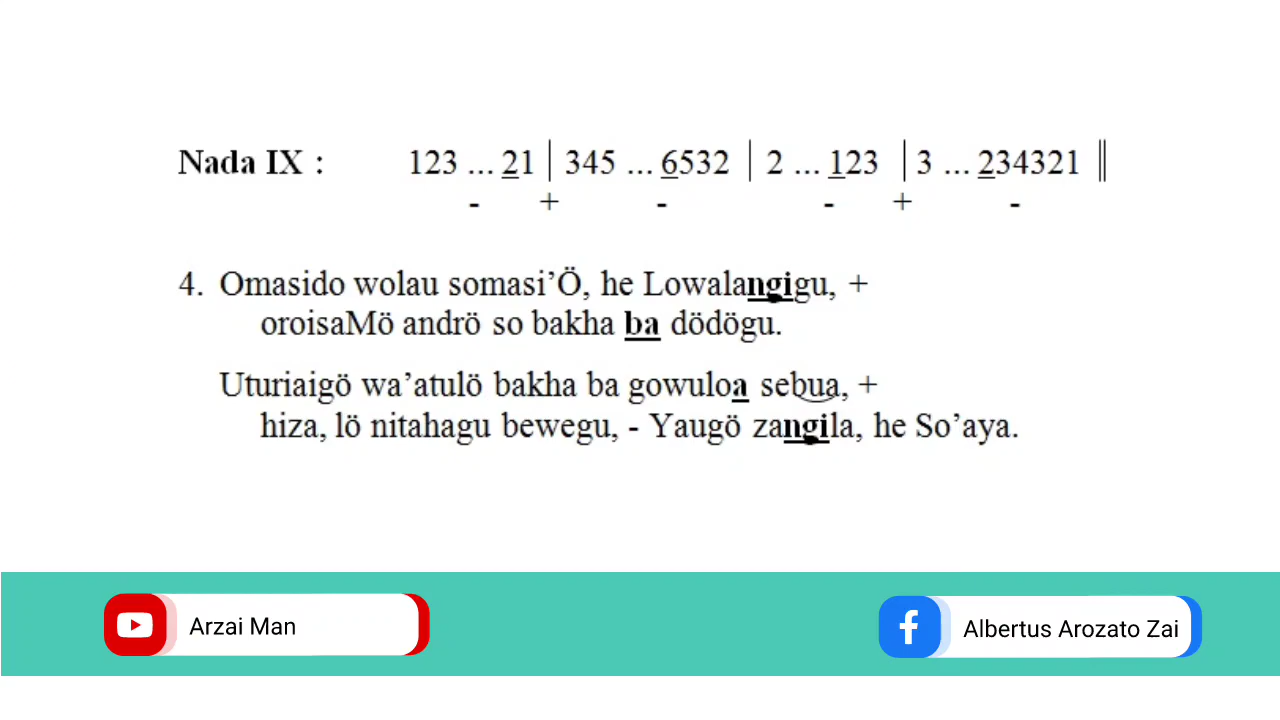 Nada IX : 123 ... 21 | 345 ... 6532 | 2 ... 123 | 3 ... 234321 ||
- + - - + -
4. Omasido wolau somasi’Ö, he Lowalangigu, +
oroisaMö andrö so bakha ba dödögu.
Uturiaigö wa’atulö bakha ba gowuloa sebua, +
hiza, lö nitahagu bewegu, - Yaugö zangila, he So’aya.
Arzai Man
Albertus Arozato Zai